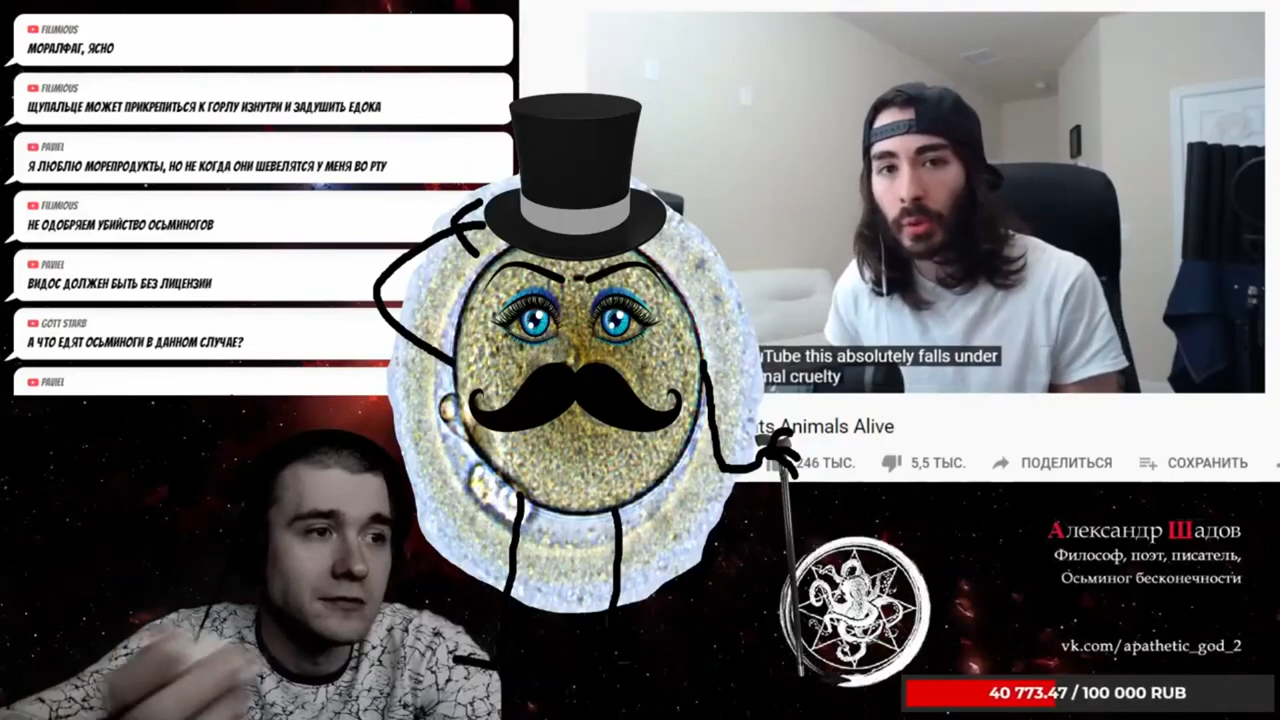 FILIMIOUS
МОРАЛФАГ, ЯСНО
FILIMIOUS
ЩУПАЛЬЦЕ МОЖЕТ ПРИКРЕПИТЬСЯ К ГОРЛУ ИЗНУТРИ И ЗАДУШИТЬ ЕДОКА
PAVIEL
Я ЛЮБЛЮ МОРЕПРОДУКТЫ, НО НЕ КОГДА ОНИ ШЕВЕЛЯТСЯ У МЕНЯ ВО РТУ
FILIMIOUS
НЕ ОДОБРЯЕМ УБИЙСТВО ОСЬМИНОГОВ
PAVIEL
ВИДОС ДОЛЖЕН БЫТЬ БЕЗ ЛИЦЕНЗИИ
GOTT STARB
А ЧТО ЕДЯТ ОСЬМИНОГИ В ДАННОМ СЛУЧАЕ?
PAVIEL
this absolutely falls under
cruelty
Animals Alive
246 ТЫС. 5,5 ТЫС. ПОДЕЛИТЬСЯ СОХРАНИТЬ
Александр Шадов
Философ, поэт, писатель,
Осьминог бесконечности
vk.com/apathetic_god_2
40 773.47 / 100 000 RUB